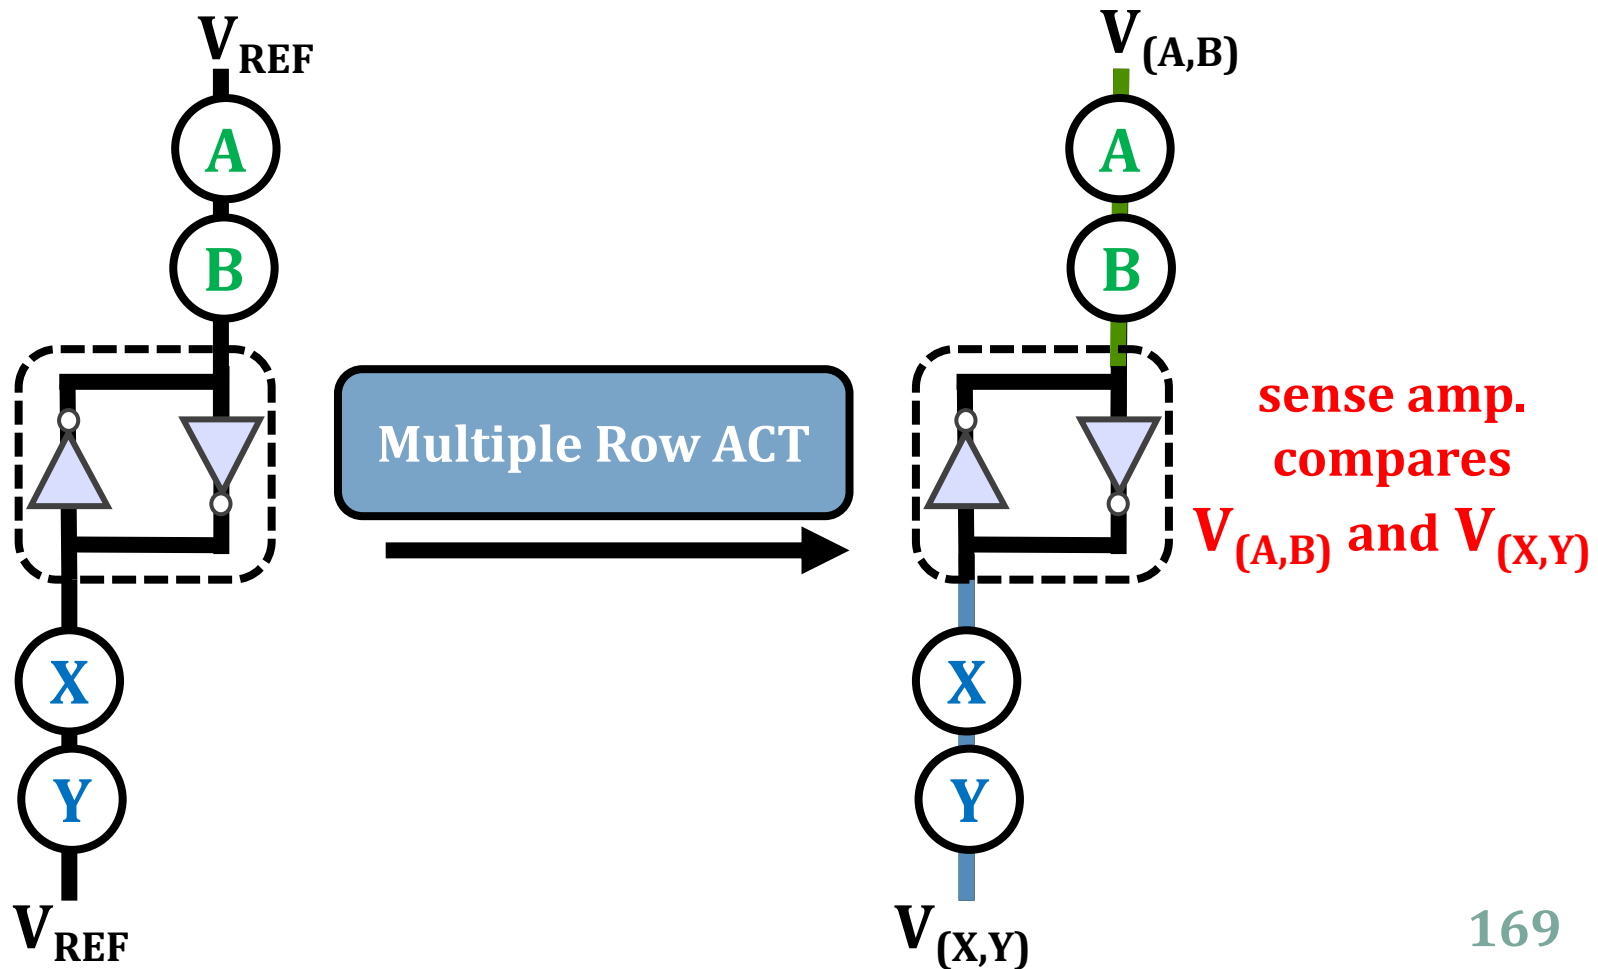 V_REF
A
B
X
Y
V_REF
Multiple Row ACT
V_(A,B)
A
B
X
Y
V_(X,Y)
sense amp.
compares
V_(A,B) and V_(X,Y)
169